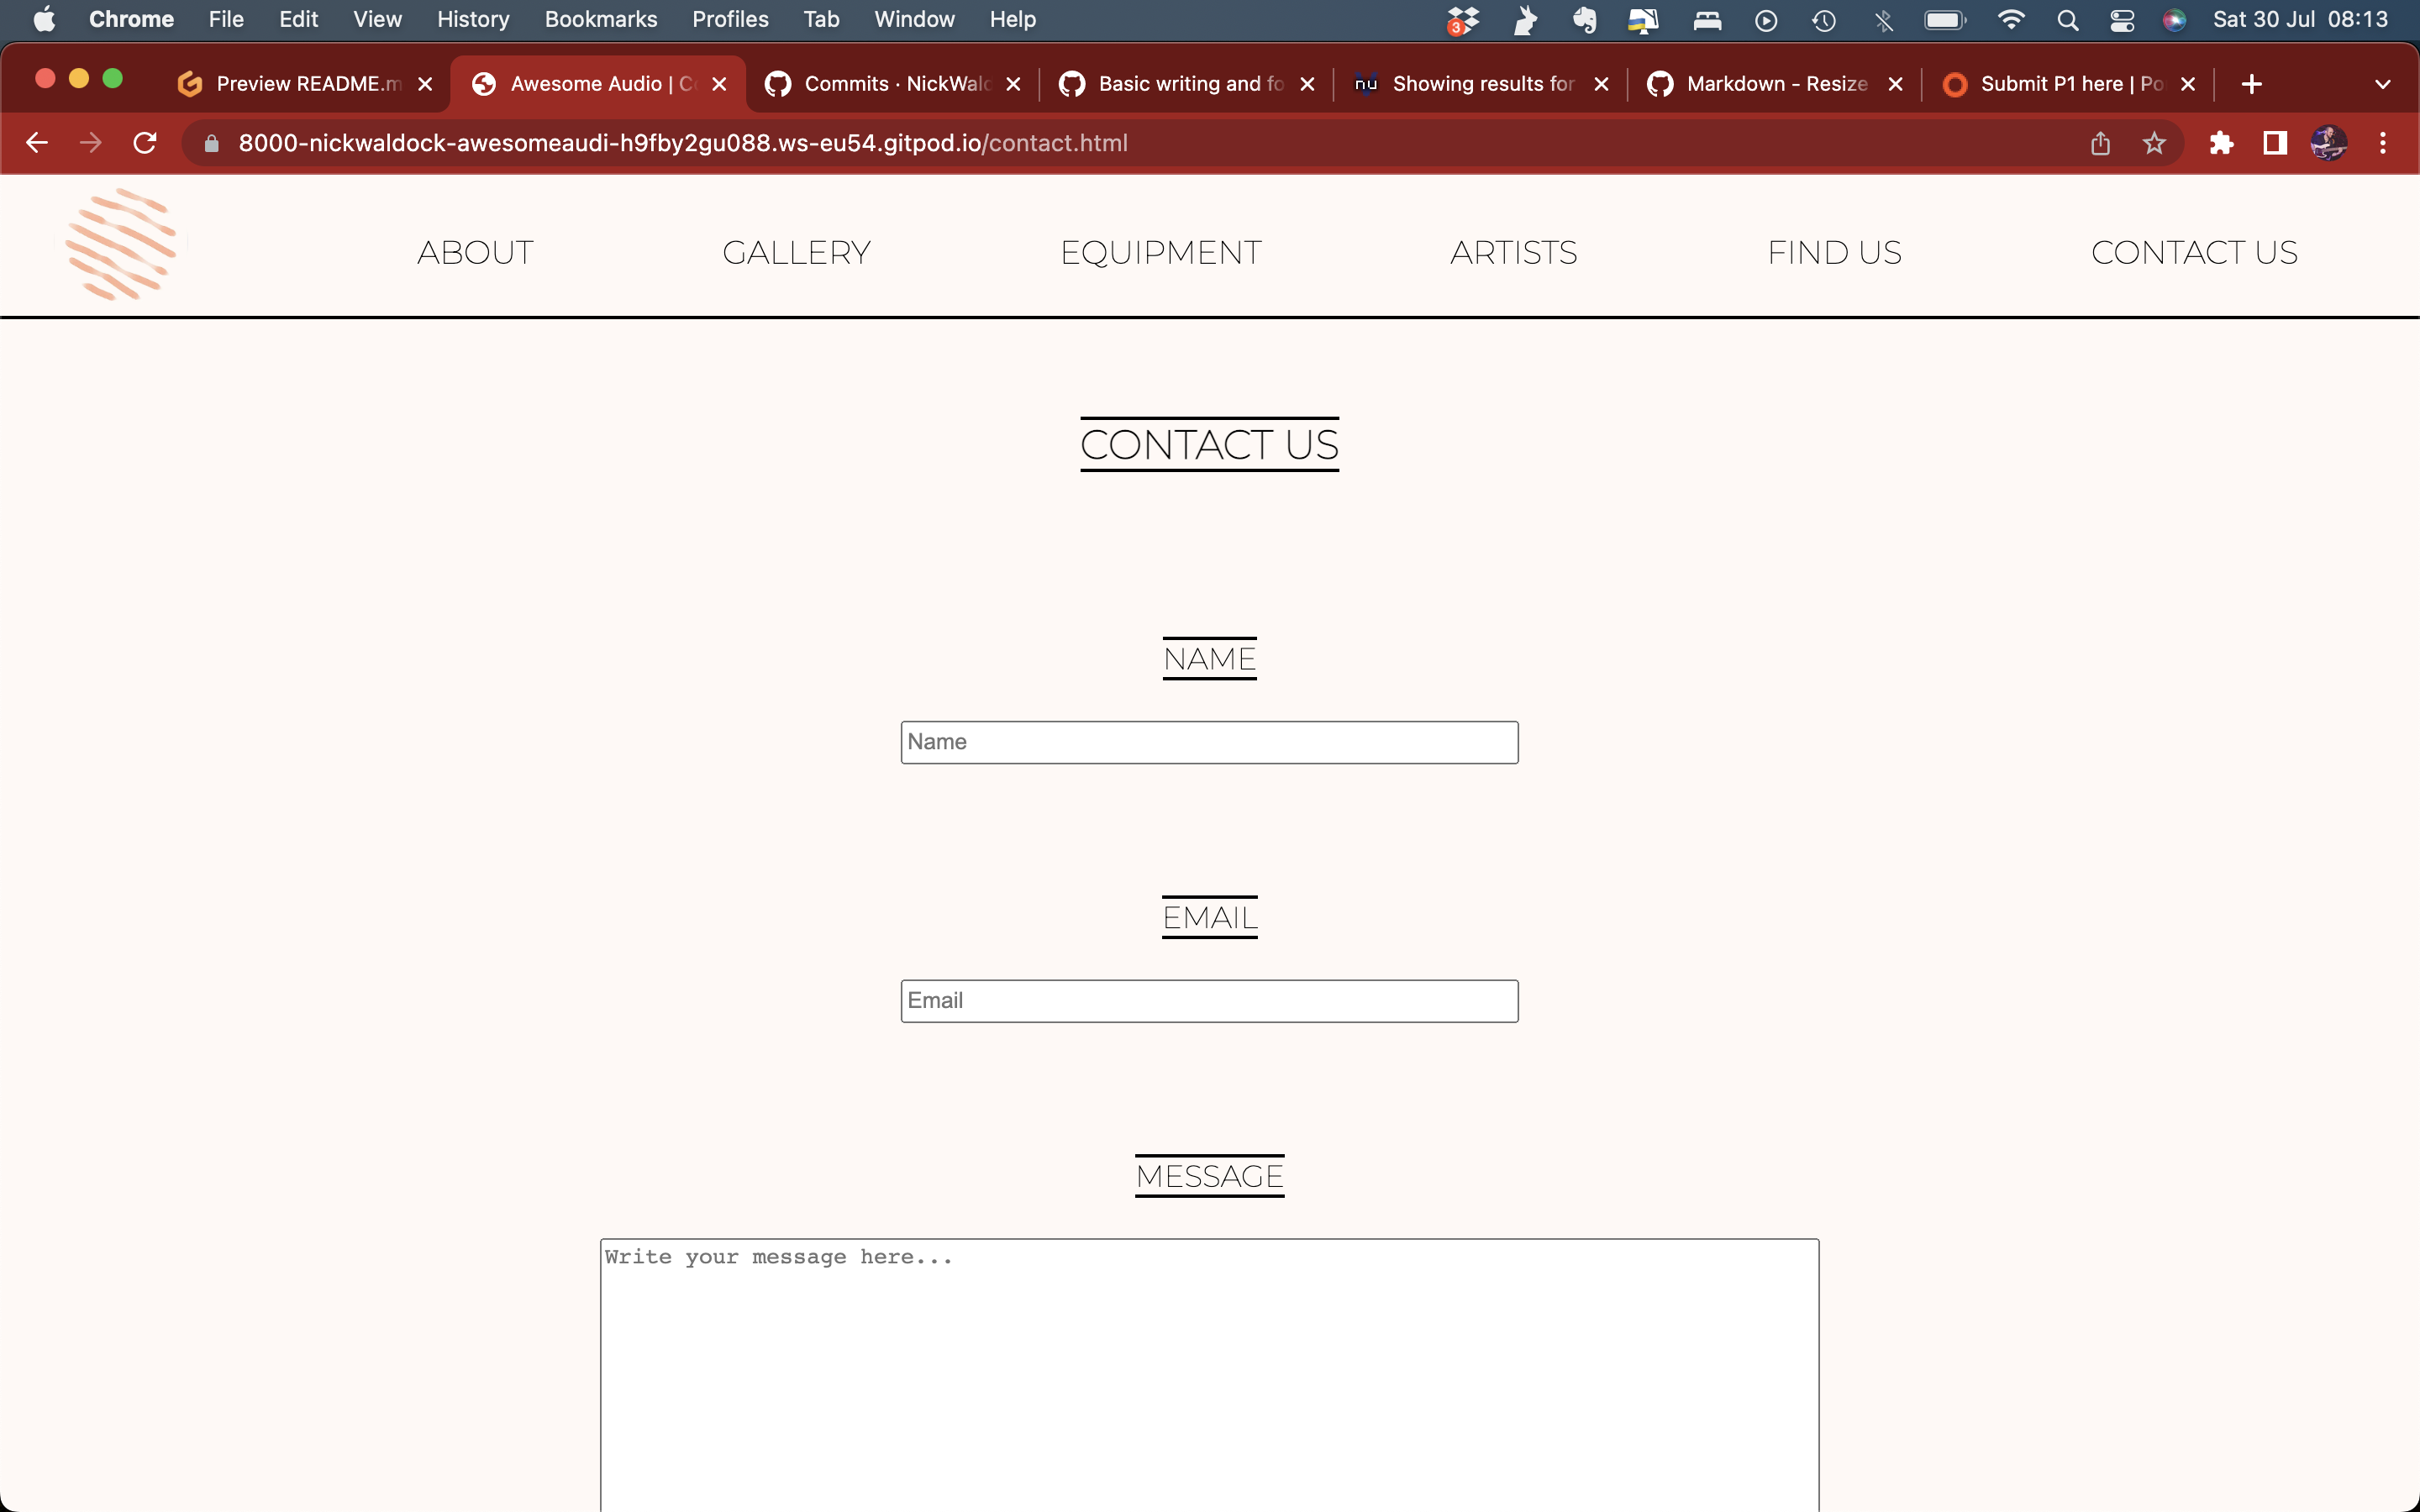 Chrome File Edit View History Bookmarks Profiles Tab Window Help 3 Sat 30 Jul 08:13
Preview README.m Awesome Audio | Co Commits · NickWald Basic writing and fo nu Showing results for Markdown - Resize Submit P1 here | Po
8000-nickwaldock-awesomeaudi-h9fby2gu088.ws-eu54.gitpod.io/contact.html
ABOUT GALLERY EQUIPMENT ARTISTS FIND US CONTACT US
CONTACT US
NAME
Name
EMAIL
Email
MESSAGE
Write your message here...